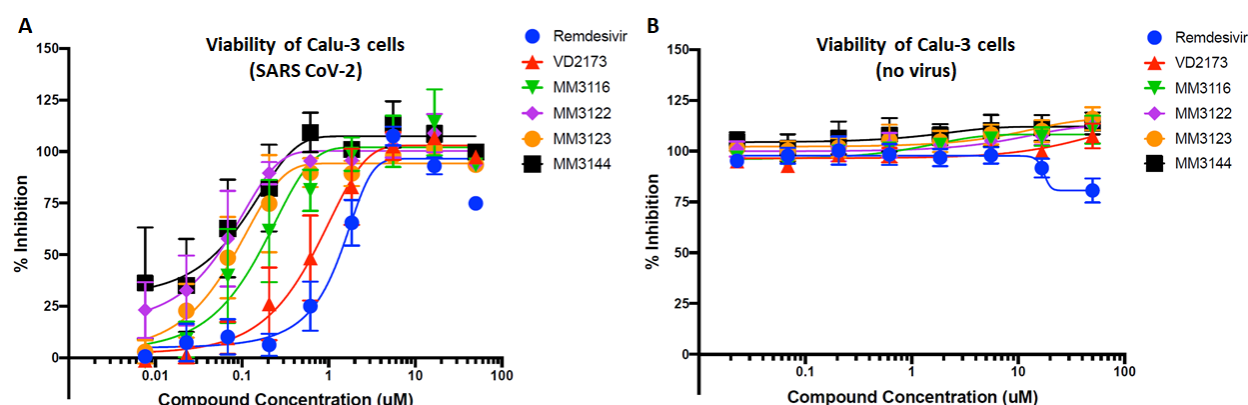 A
Viability of Calu-3 cells
(SARS CoV-2)
% Inhibition
150
125
100
75
50
25
0
0.01
0.1
1
10
100
Compound Concentration (uM)
Remdesivir
VD2173
MM3116
MM3122
MM3123
MM3144
B
Viability of Calu-3 cells
(no virus)
% Inhibition
150
125
100
75
50
25
0
0.1
1
10
100
Compound Concentration (uM)
Remdesivir
VD2173
MM3116
MM3122
MM3123
MM3144